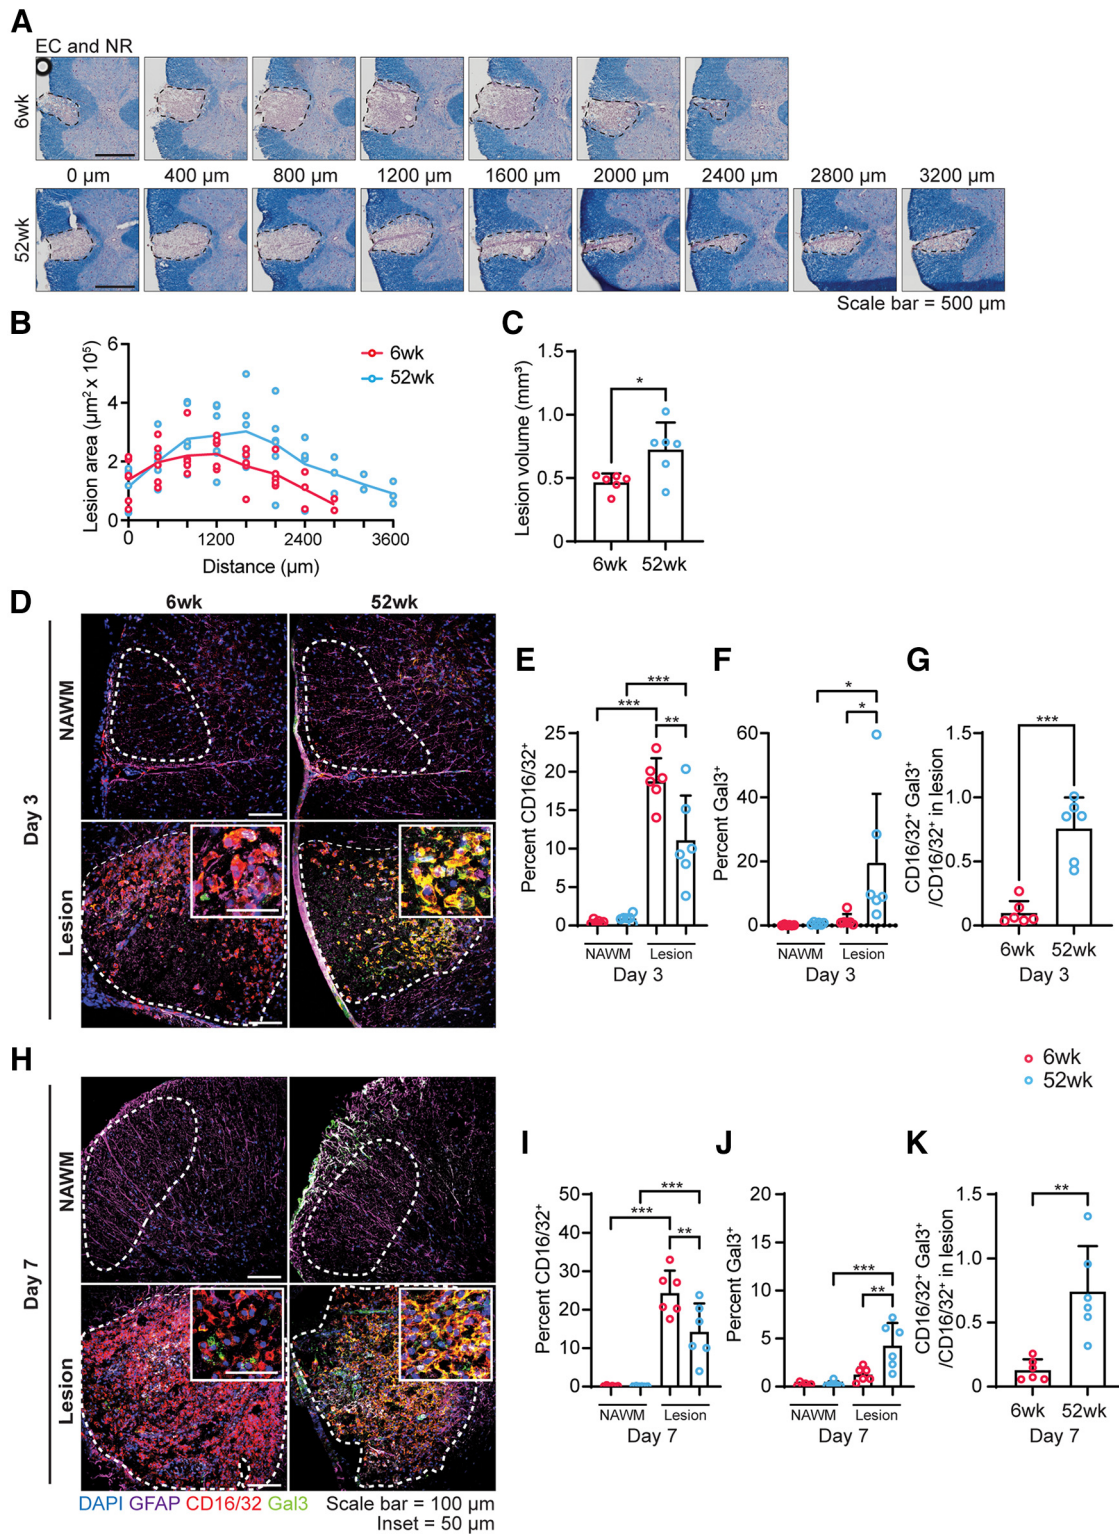 A
EC and NR
6wk
0 µm 400 µm 800 µm 1200 µm 1600 µm 2000 µm 2400 µm 2800 µm 3200 µm
52wk
Scale bar = 500 µm
B
Lesion area (µm² x 10⁵)
6
4
2
0
0 1200 2400 3600
Distance (µm)
6wk
52wk
C
Lesion volume (mm³)
1.5
1.0
0.5
0
*
6wk 52wk
D
6wk 52wk
Day 3
NAWM
Lesion
E
Percent CD16/32⁺
25
20
15
10
5
0
***
***
**
NAWM Lesion
Day 3
F
Percent Gal3⁺
60
40
20
0
*
*
NAWM Lesion
Day 3
G
CD16/32⁺ Gal3⁺
/CD16/32⁺ in lesion
1.5
1.0
0.5
0
***
6wk 52wk
Day 3
6wk
52wk
H
Day 7
NAWM
Lesion
DAPI GFAP CD16/32 Gal3
Scale bar = 100 µm
Inset = 50 µm
I
Percent CD16/32⁺
50
40
30
20
10
0
***
***
**
NAWM Lesion
Day 7
J
Percent Gal3⁺
20
15
10
5
0
***
**
NAWM Lesion
Day 7
K
CD16/32⁺ Gal3⁺
/CD16/32⁺ in lesion
1.5
1.0
0.5
0
**
6wk 52wk
Day 7